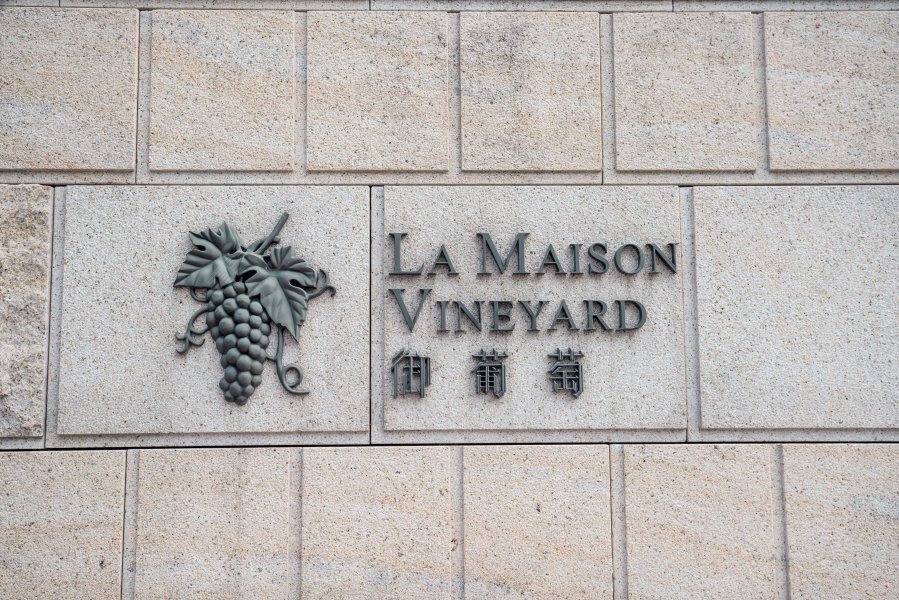 La Maison
Vineyard
御葡萄